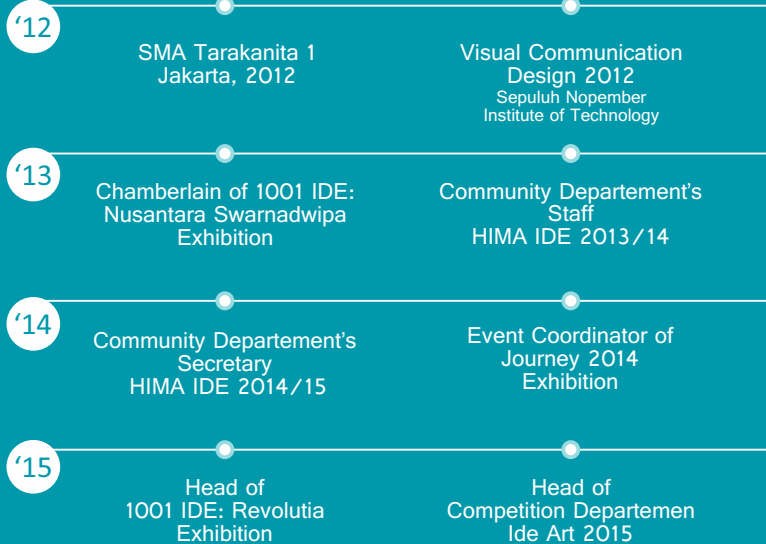 ‘12
SMA Tarakanita 1
Jakarta, 2012
Visual Communication
Design 2012
Sepuluh Nopember
Institute of Technology
‘13
Chamberlain of 1001 IDE:
Nusantara Swarnadwipa
Exhibition
Community Departement’s
Staff
HIMA IDE 2013/14
‘14
Community Departement’s
Secretary
HIMA IDE 2014/15
Event Coordinator of
Journey 2014
Exhibition
‘15
Head of
1001 IDE: Revolutia
Exhibition
Head of
Competition Departemen
Ide Art 2015